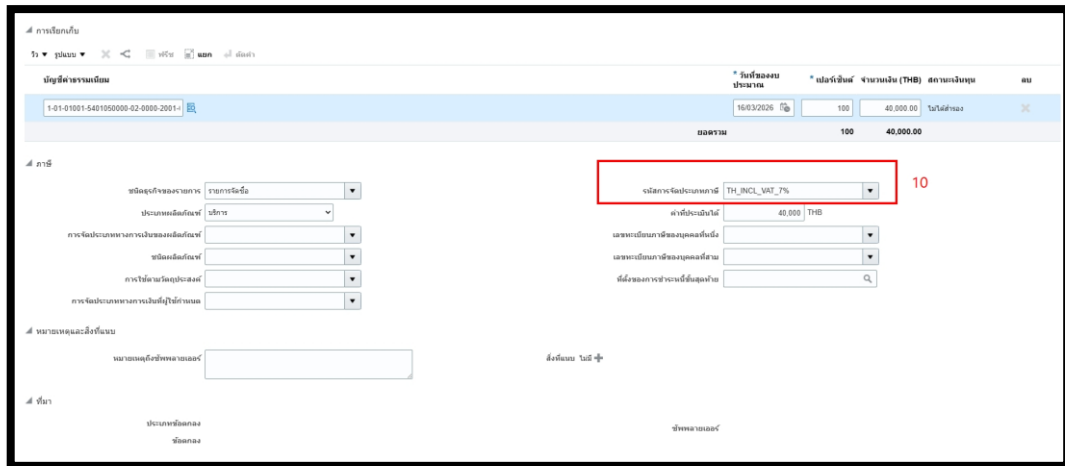 การเรียกเก็บ
วิว รูปแบบ ฟรีซ แยก ตัดคำ
บัญชีค่าธรรมเนียม * วันที่ของงบประมาณ * เปอร์เซ็นต์ จำนวนเงิน (THB) สถานะเงินทุน ลบ
1-01-01001-5401050000-02-0000-2001- 16/03/2026 100 40,000.00 ไม่ได้สำรอง
ยอดรวม 100 40,000.00
ภาษี
ชนิดธุรกิจของรายการ รายการจัดซื้อ รหัสการจัดประเภทภาษี TH_INCL_VAT_7% 10
ประเภทผลิตภัณฑ์ บริการ ค่าที่ประเมินได้ 40,000 THB
การจัดประเภททางการเงินของผลิตภัณฑ์ เลขทะเบียนภาษีของบุคคลที่หนึ่ง
ชนิดผลิตภัณฑ์ เลขทะเบียนภาษีของบุคคลที่สาม
การใช้ตามวัตถุประสงค์ ที่ตั้งของการชำระหนี้ขั้นสุดท้าย
การจัดประเภททางการเงินที่ผู้ใช้กำหนด
หมายเหตุและสิ่งที่แนบ
หมายเหตุถึงซัพพลายเออร์ สิ่งที่แนบ ไม่มี
ที่มา
ประเภทข้อตกลง ซัพพลายเออร์
ข้อตกลง